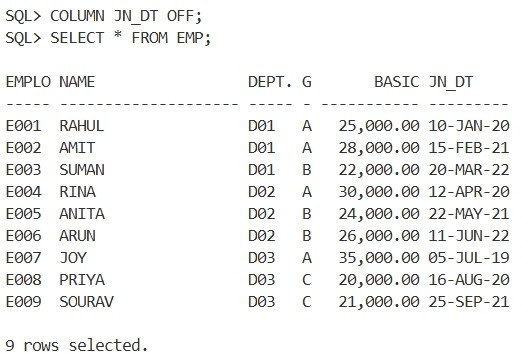 SQL> COLUMN JN_DT OFF;
SQL> SELECT * FROM EMP;
EMPLO NAME                 DEPT. G       BASIC JN_DT
----- -------------------- ----- - ----------- ---------
E001  RAHUL                D01   A   25,000.00 10-JAN-20
E002  AMIT                 D01   A   28,000.00 15-FEB-21
E003  SUMAN                D01   B   22,000.00 20-MAR-22
E004  RINA                 D02   A   30,000.00 12-APR-20
E005  ANITA                D02   B   24,000.00 22-MAY-21
E006  ARUN                 D02   B   26,000.00 11-JUN-22
E007  JOY                  D03   A   35,000.00 05-JUL-19
E008  PRIYA                D03   C   20,000.00 16-AUG-20
E009  SOURAV               D03   C   21,000.00 25-SEP-21
9 rows selected.